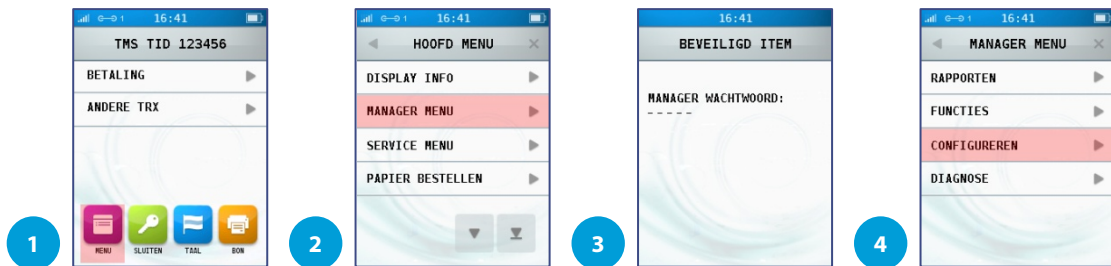 16:41
TMS TID 123456
BETALING
ANDERE TRX
MENU SLUITEN TAAL BON
1
1 16:41
HOOFD MENU
DISPLAY INFO
MANAGER MENU
SERVICE MENU
PAPIER BESTELLEN
2
16:41
BEVEILIGD ITEM
MANAGER WACHTWOORD:
3
1 16:41
MANAGER MENU
RAPPORTEN
FUNCTIES
CONFIGUREREN
DIAGNOSE
4